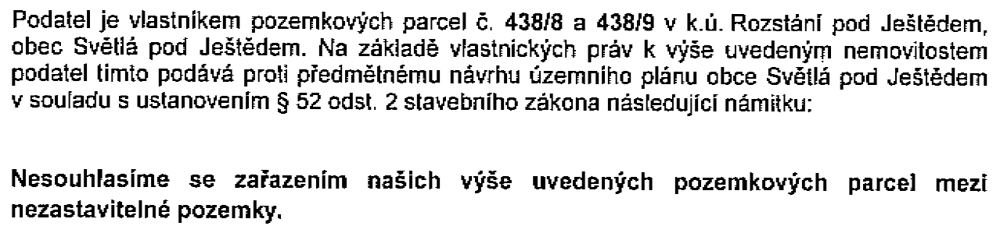 Podatel je vlastníkem pozemkových parcel č. 438/8 a 438/9 v k.ú. Rozstání pod Ještědem,
obec Světlá pod Ještědem. Na základě vlastnických práv k výše uvedeným nemovitostem
podatel tímto podává proti předmětnému návrhu územního plánu obce Světlá pod Ještědem
v souladu s ustanovením § 52 odst. 2 stavebního zákona následující námitku:
Nesouhlasíme se zařazením našich výše uvedených pozemkových parcel mezi
nezastavitelné pozemky.